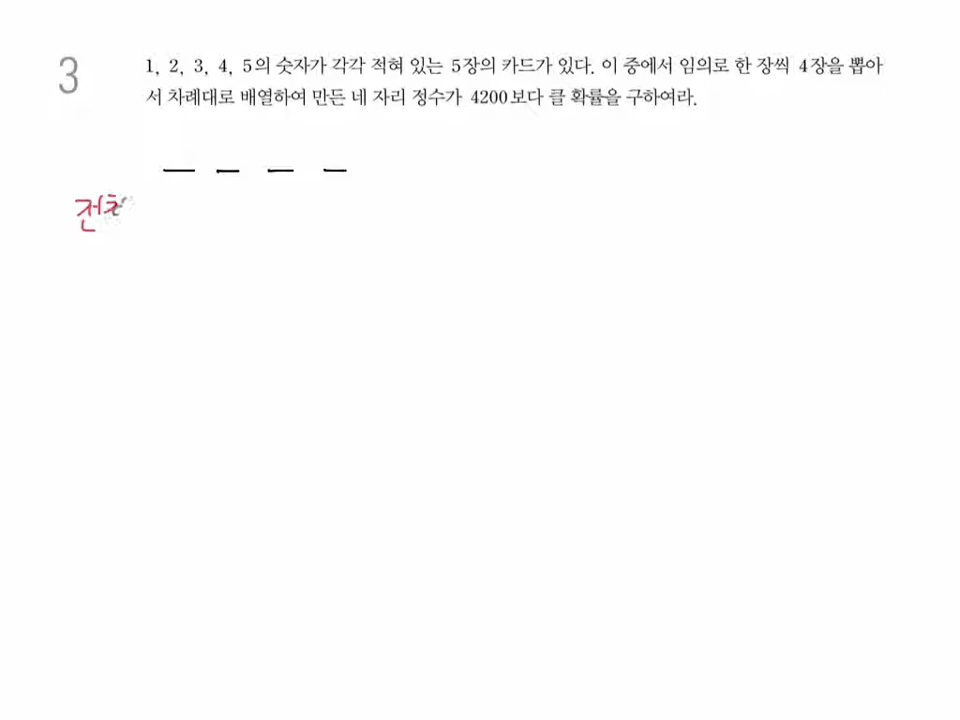 3
1, 2, 3, 4, 5의 숫자가 각각 적혀 있는 5장의 카드가 있다. 이 중에서 임의로 한 장씩 4장을 뽑아
서 차례대로 배열하여 만든 네 자리 정수가 4200보다 클 확률을 구하여라.